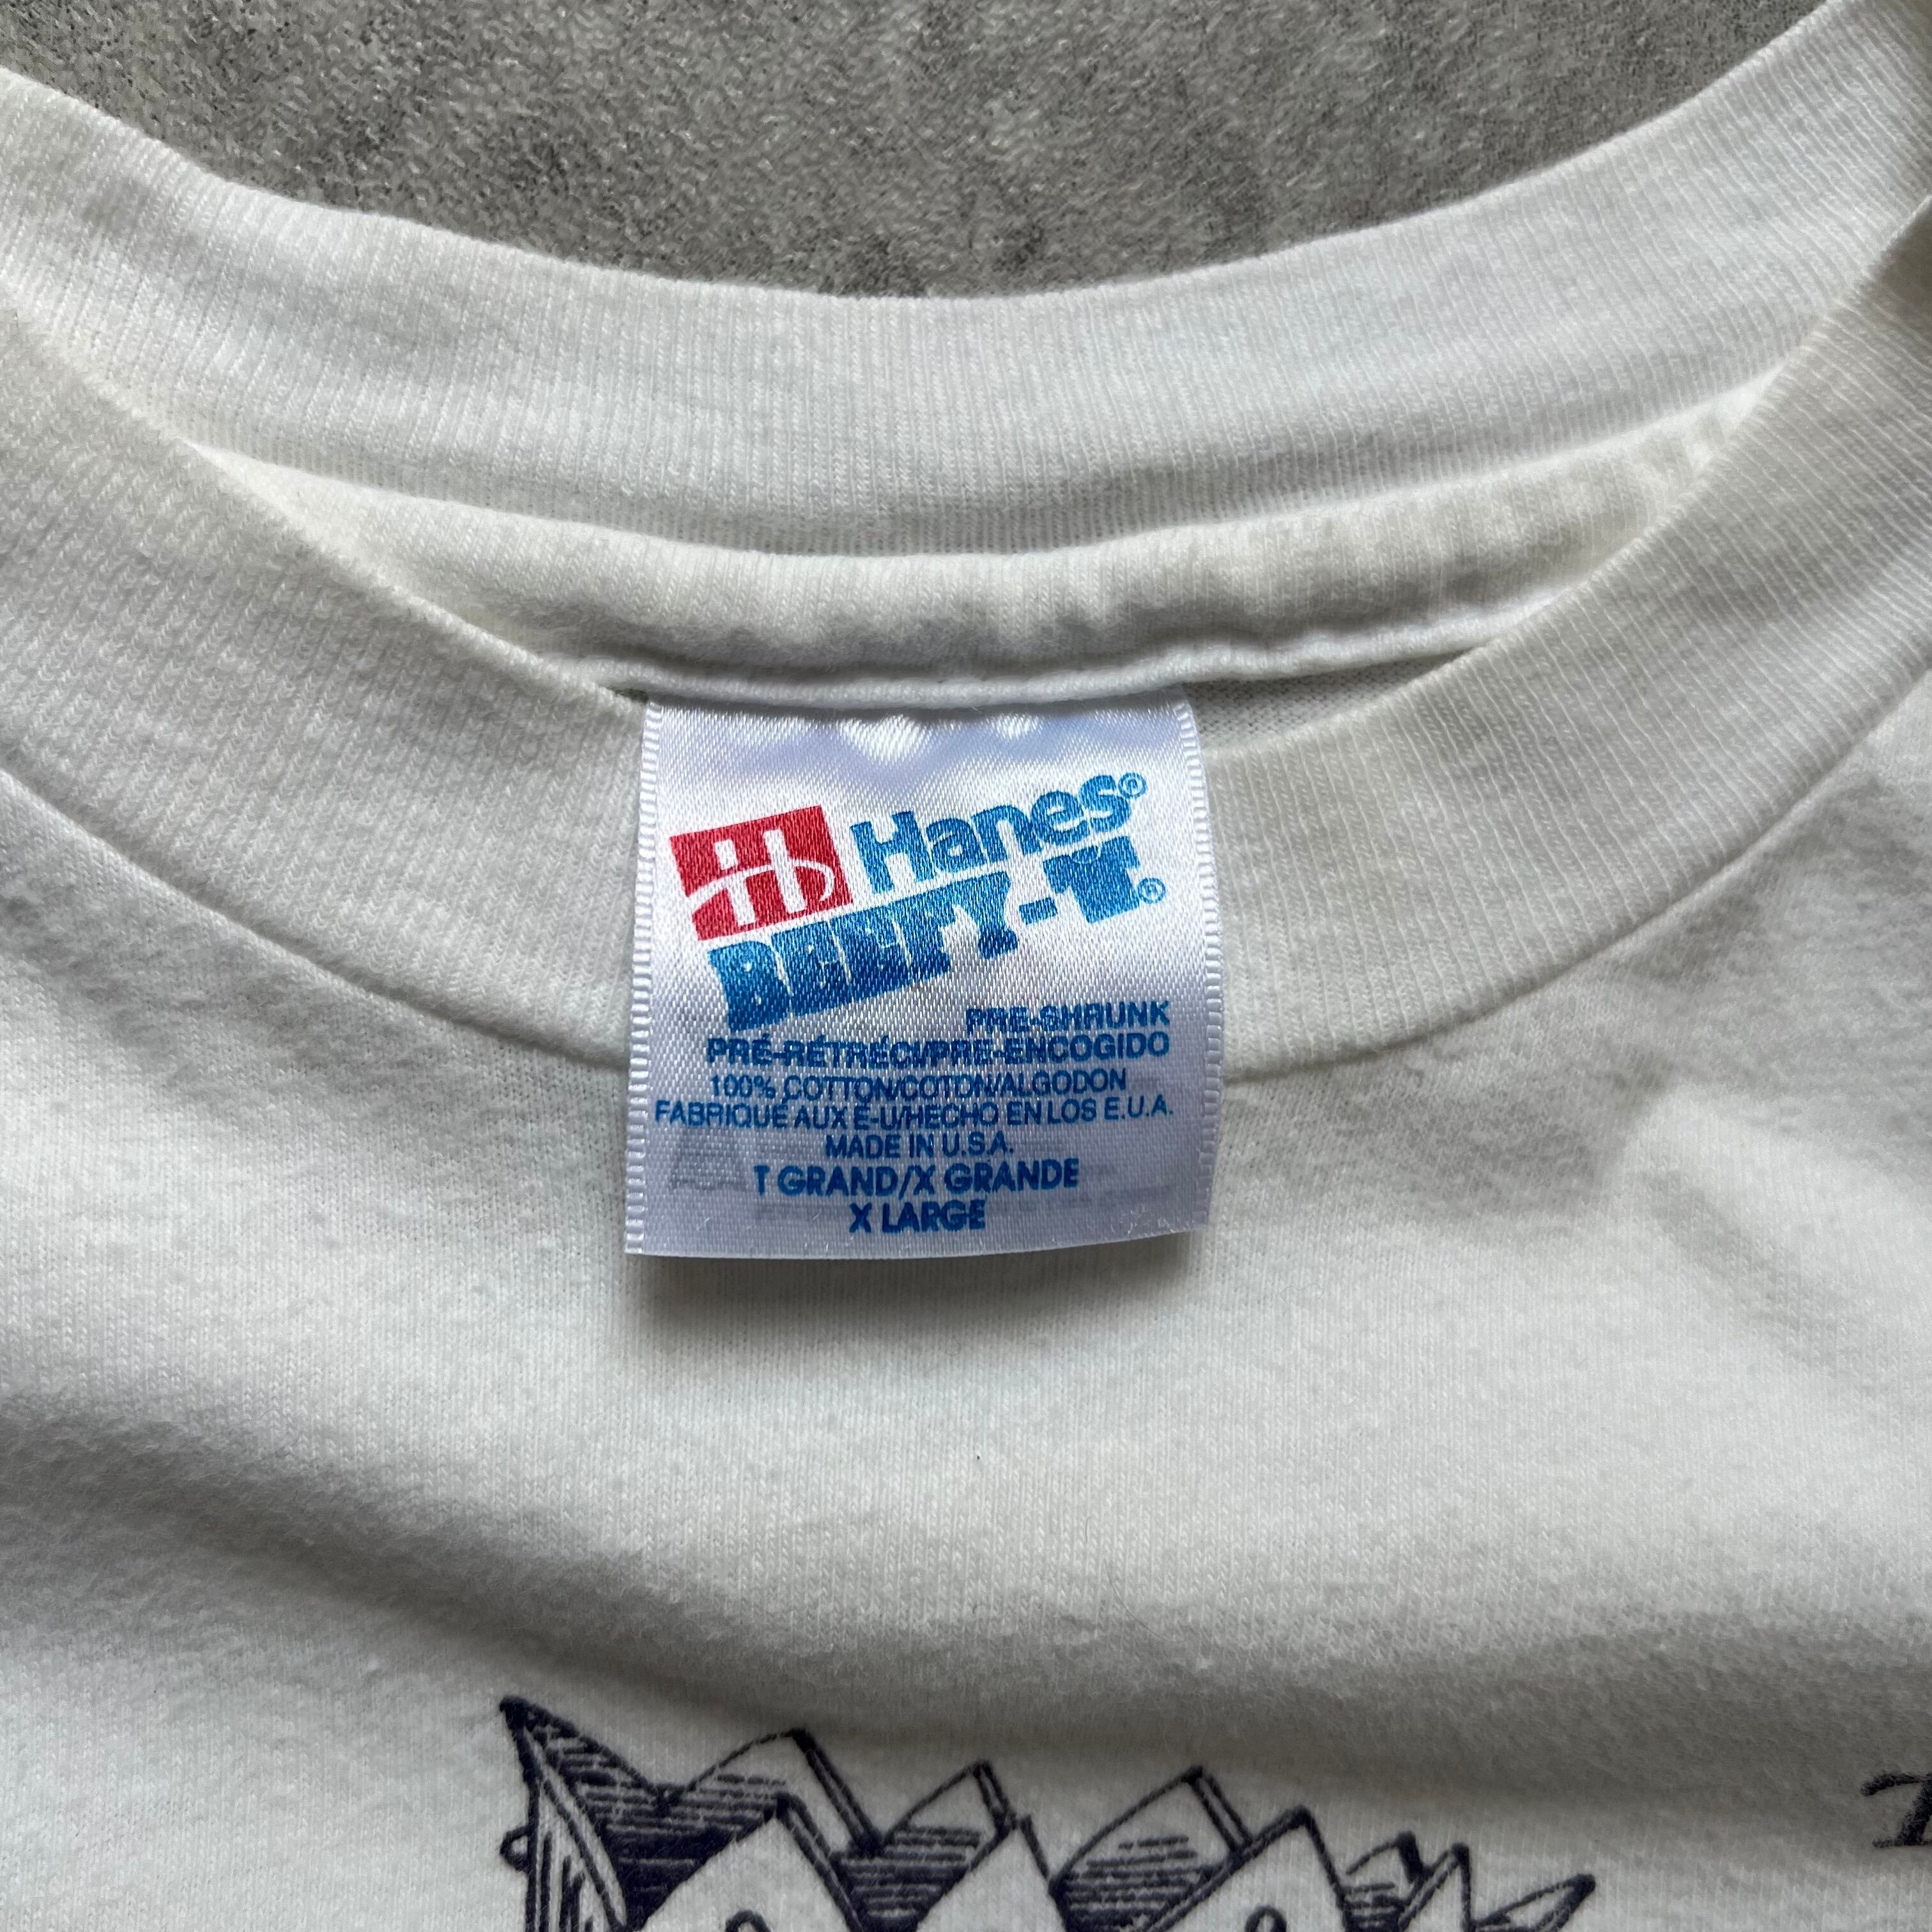 Hanes®
BEEFY-T®
PRE-SHRUNK
PRÉ-RÉTRÉCI/PRE-ENCOGIDO
100% COTTON/COTON/ALGODON
FABRIQUÉ AUX É-U/HECHO EN LOS E.U.A.
MADE IN U.S.A.
T GRAND/X GRANDE
X LARGE